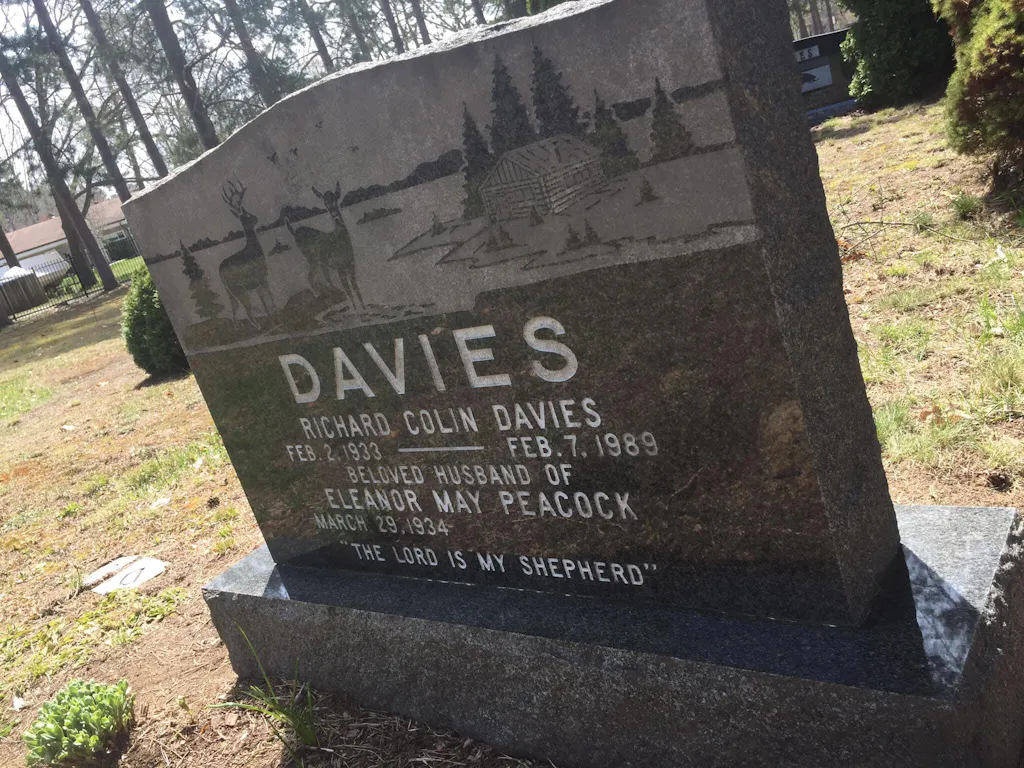 DAVIES
RICHARD COLIN DAVIES
FEB. 2, 1933 —— FEB. 7, 1989
BELOVED HUSBAND OF
ELEANOR MAY PEACOCK
MARCH 29, 1934
"THE LORD IS MY SHEPHERD"